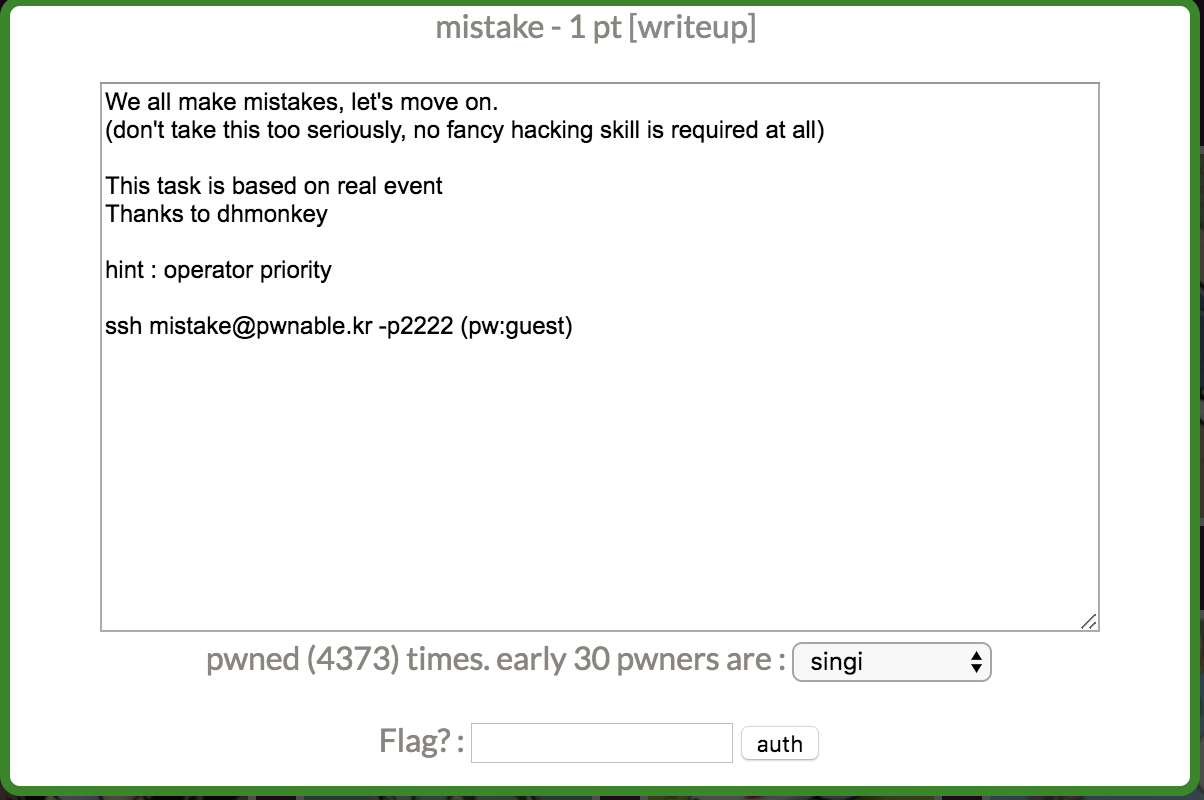 mistake - 1 pt [writeup]
We all make mistakes, let's move on.
(don't take this too seriously, no fancy hacking skill is required at all)
This task is based on real event
Thanks to dhmonkey
hint : operator priority
ssh mistake@pwnable.kr -p2222 (pw:guest)
pwned (4373) times. early 30 pwners are : singi
Flag? : auth